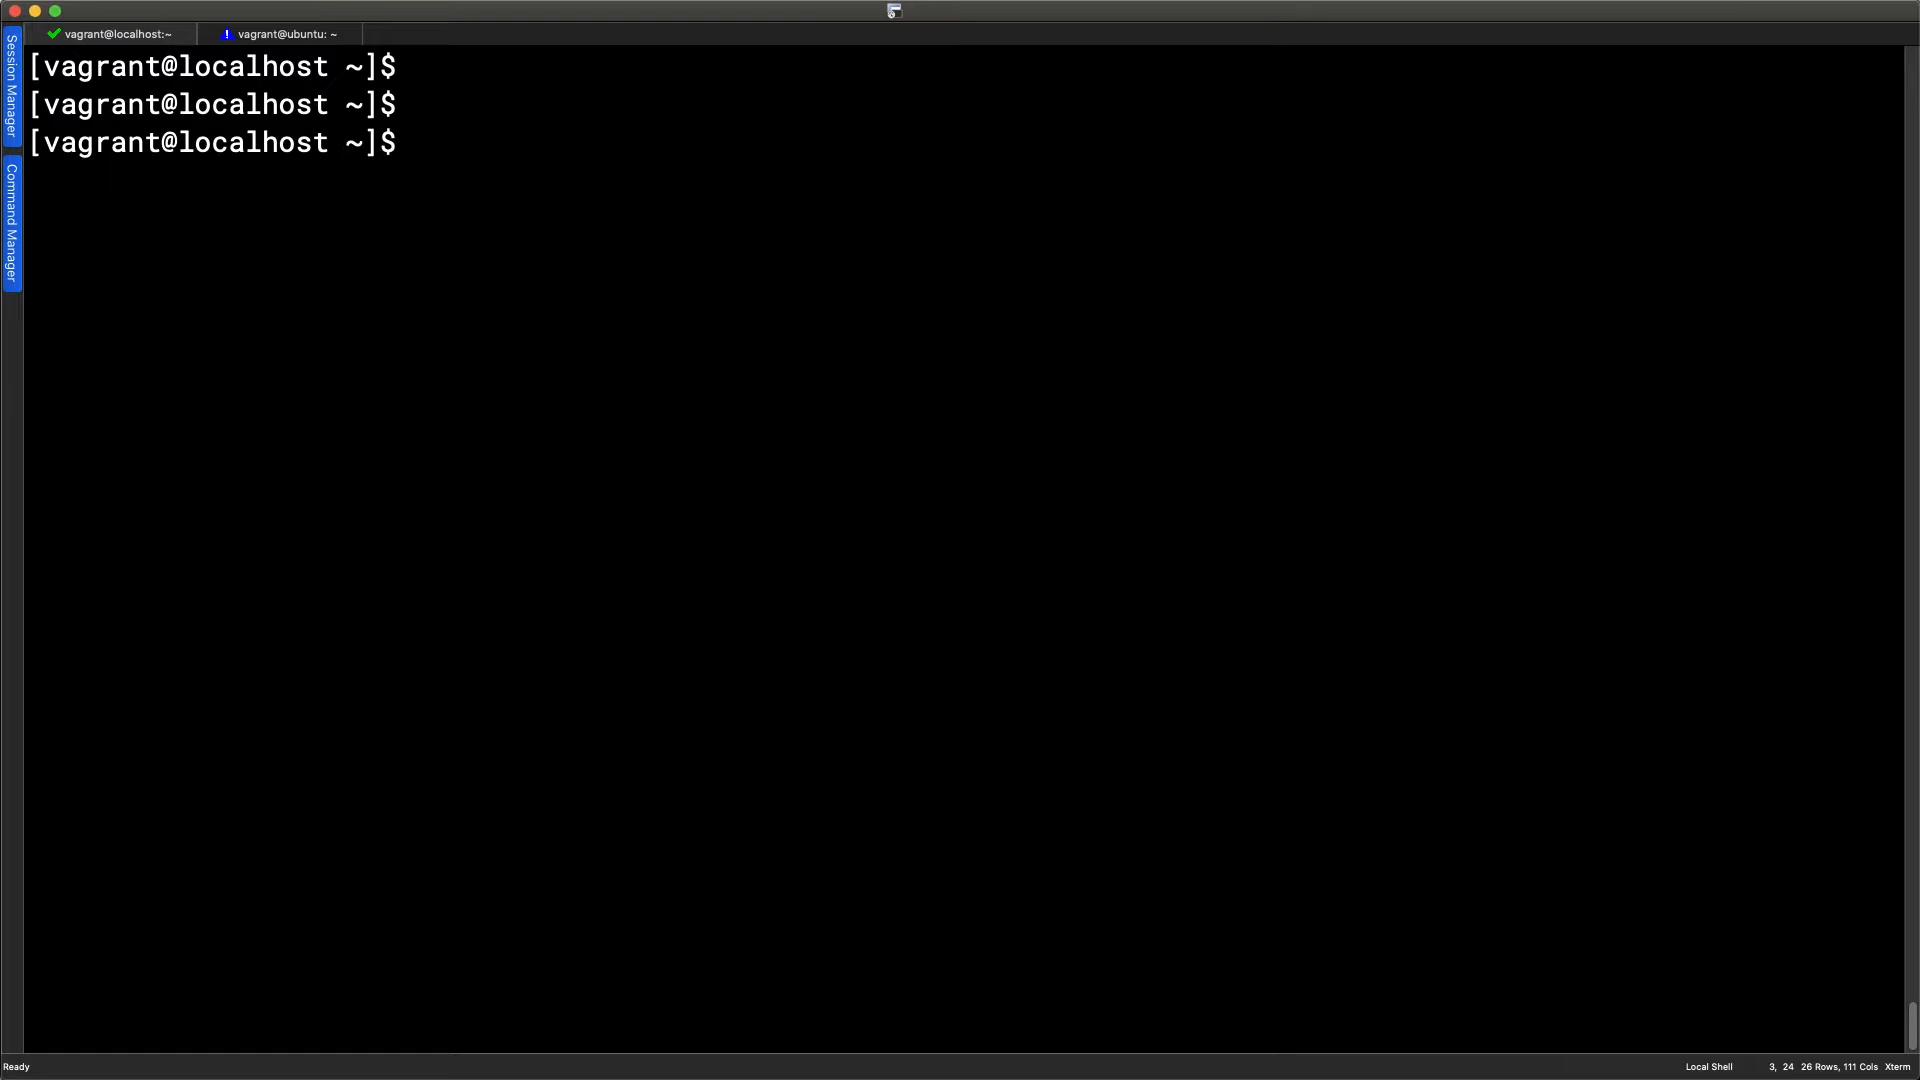 vagrant@localhost:~ vagrant@ubuntu: ~
Session Manager
Command Manager
[vagrant@localhost ~]$
[vagrant@localhost ~]$
[vagrant@localhost ~]$
Ready Local Shell 3, 24 26 Rows, 111 Cols Xterm